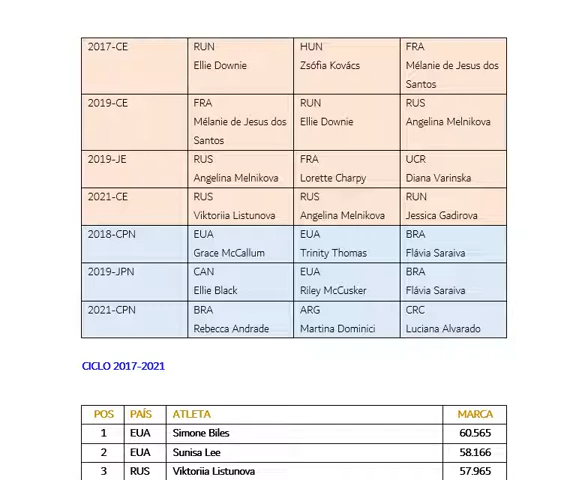 2017-CE RUN HUN FRA
Ellie Downie Zsófia Kovács Mélanie de Jesus dos
Santos
2019-CE FRA RUN RUS
Mélanie de Jesus dos Ellie Downie Angelina Melnikova
Santos
2019-JE RUS FRA UCR
Angelina Melnikova Lorette Charpy Diana Varinska
2021-CE RUS RUS RUN
Viktoriia Listunova Angelina Melnikova Jessica Gadirova
2018-CPN EUA EUA BRA
Grace McCallum Trinity Thomas Flávia Saraiva
2019-JPN CAN EUA BRA
Ellie Black Riley McCusker Flávia Saraiva
2021-CPN BRA ARG CRC
Rebecca Andrade Martina Dominici Luciana Alvarado
CICLO 2017-2021
POS PAÍS ATLETA MARCA
1 EUA Simone Biles 60.565
2 EUA Sunisa Lee 58.166
3 RUS Viktoriia Listunova 57.965